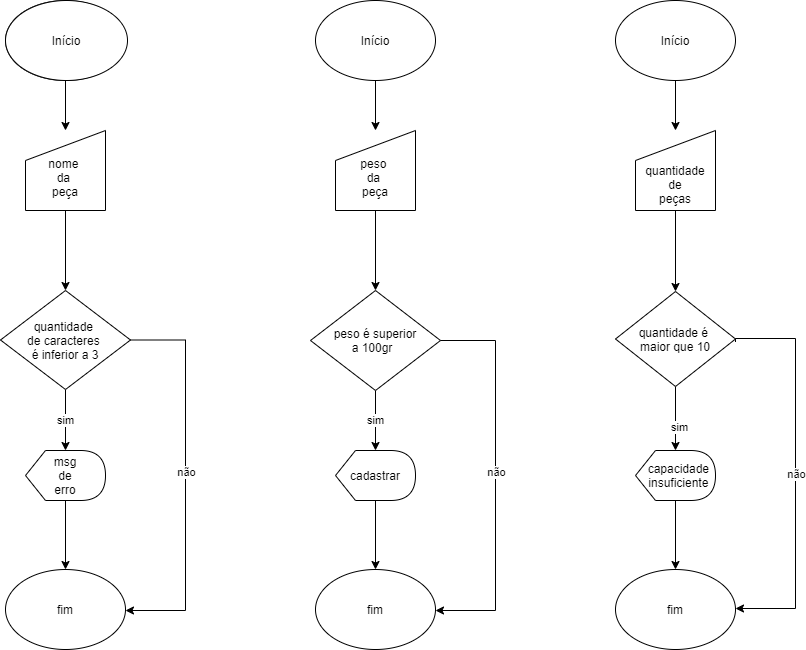 Início
nome
da
peça
quantidade
de caracteres
é inferior a 3
sim
não
msg
de
erro
fim
Início
peso
da
peça
peso é superior
a 100gr
sim
não
cadastrar
fim
Início
quantidade
de
peças
quantidade é
maior que 10
sim
não
capacidade
insuficiente
fim